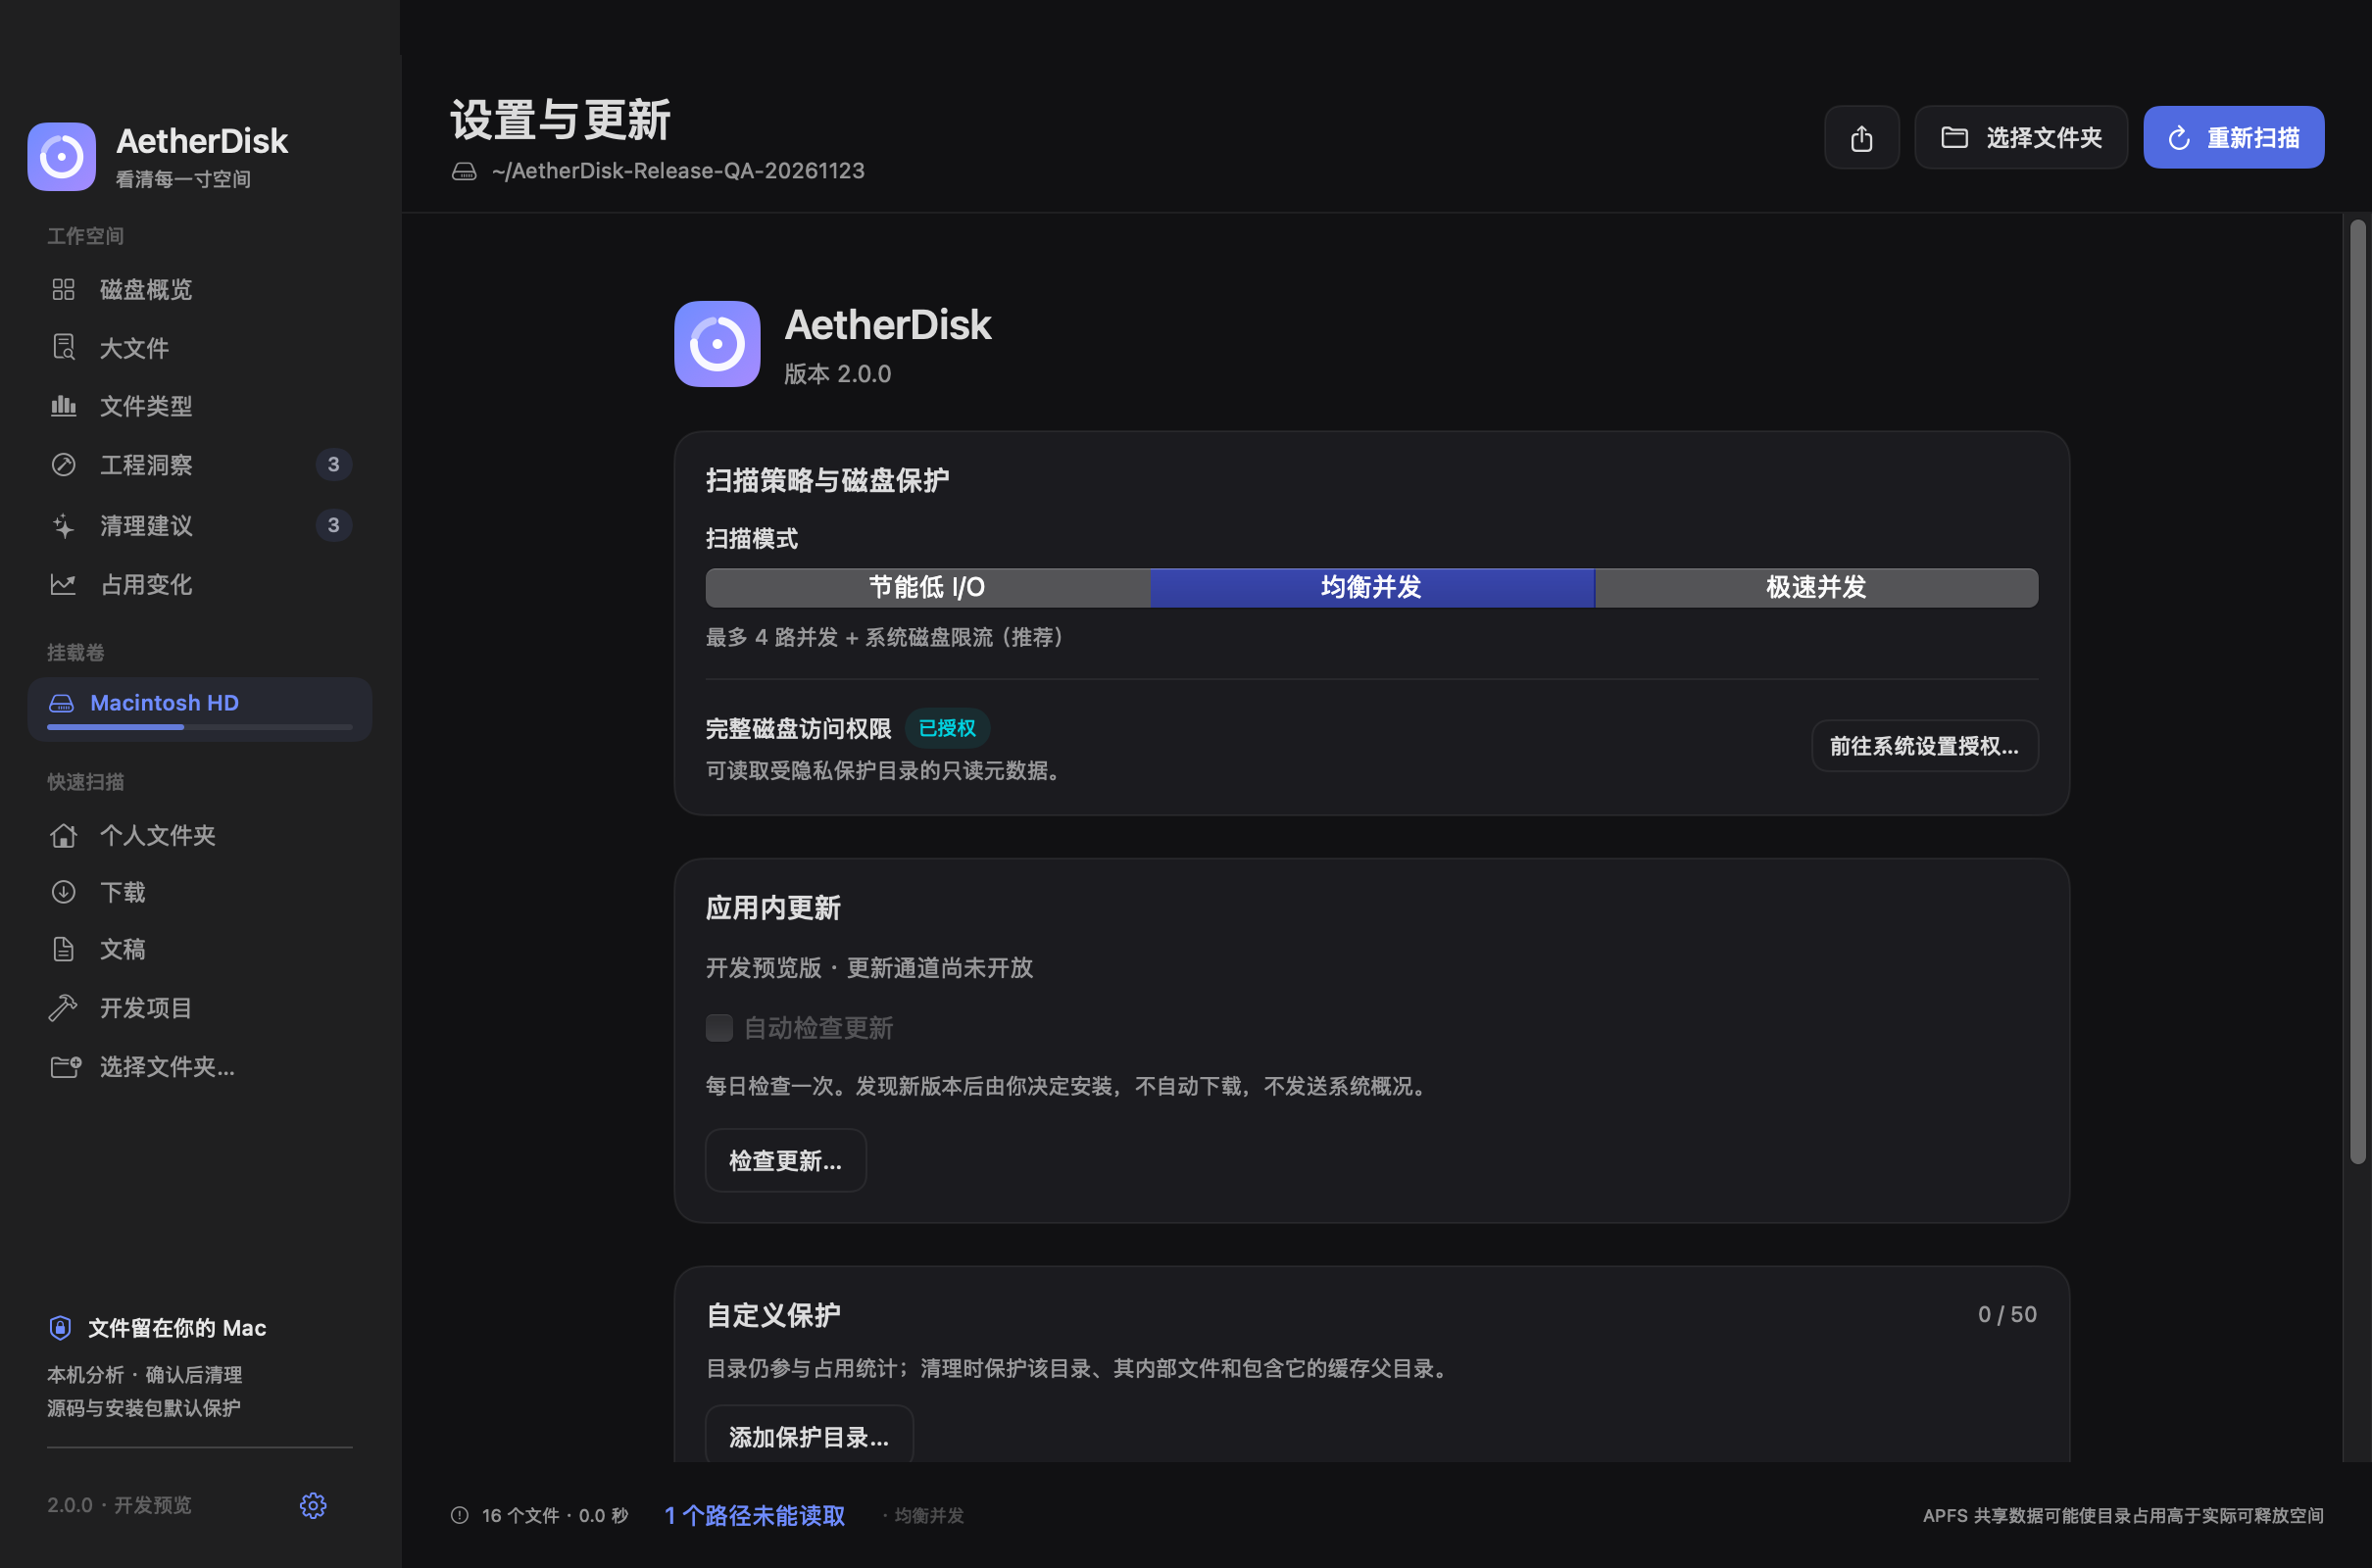 AetherDisk
看清每一寸空间
工作空间
磁盘概览
大文件
文件类型
工程洞察
3
清理建议
3
占用变化
挂载卷
Macintosh HD
快速扫描
个人文件夹
下载
文稿
开发项目
选择文件夹...
文件留在你的 Mac
本机分析 · 确认后清理
源码与安装包默认保护
2.0.0 · 开发预览
设置与更新
~/AetherDisk-Release-QA-20261123
选择文件夹
重新扫描
AetherDisk
版本 2.0.0
扫描策略与磁盘保护
扫描模式
节能低 I/O
均衡并发
极速并发
最多 4 路并发 + 系统磁盘限流（推荐）
完整磁盘访问权限
已授权
可读取受隐私保护目录的只读元数据。
前往系统设置授权...
应用内更新
开发预览版 · 更新通道尚未开放
自动检查更新
每日检查一次。发现新版本后由你决定安装，不自动下载，不发送系统概况。
检查更新...
自定义保护
0 / 50
目录仍参与占用统计；清理时保护该目录、其内部文件和包含它的缓存父目录。
添加保护目录...
16 个文件 · 0.0 秒
1 个路径未能读取
· 均衡并发
APFS 共享数据可能使目录占用高于实际可释放空间